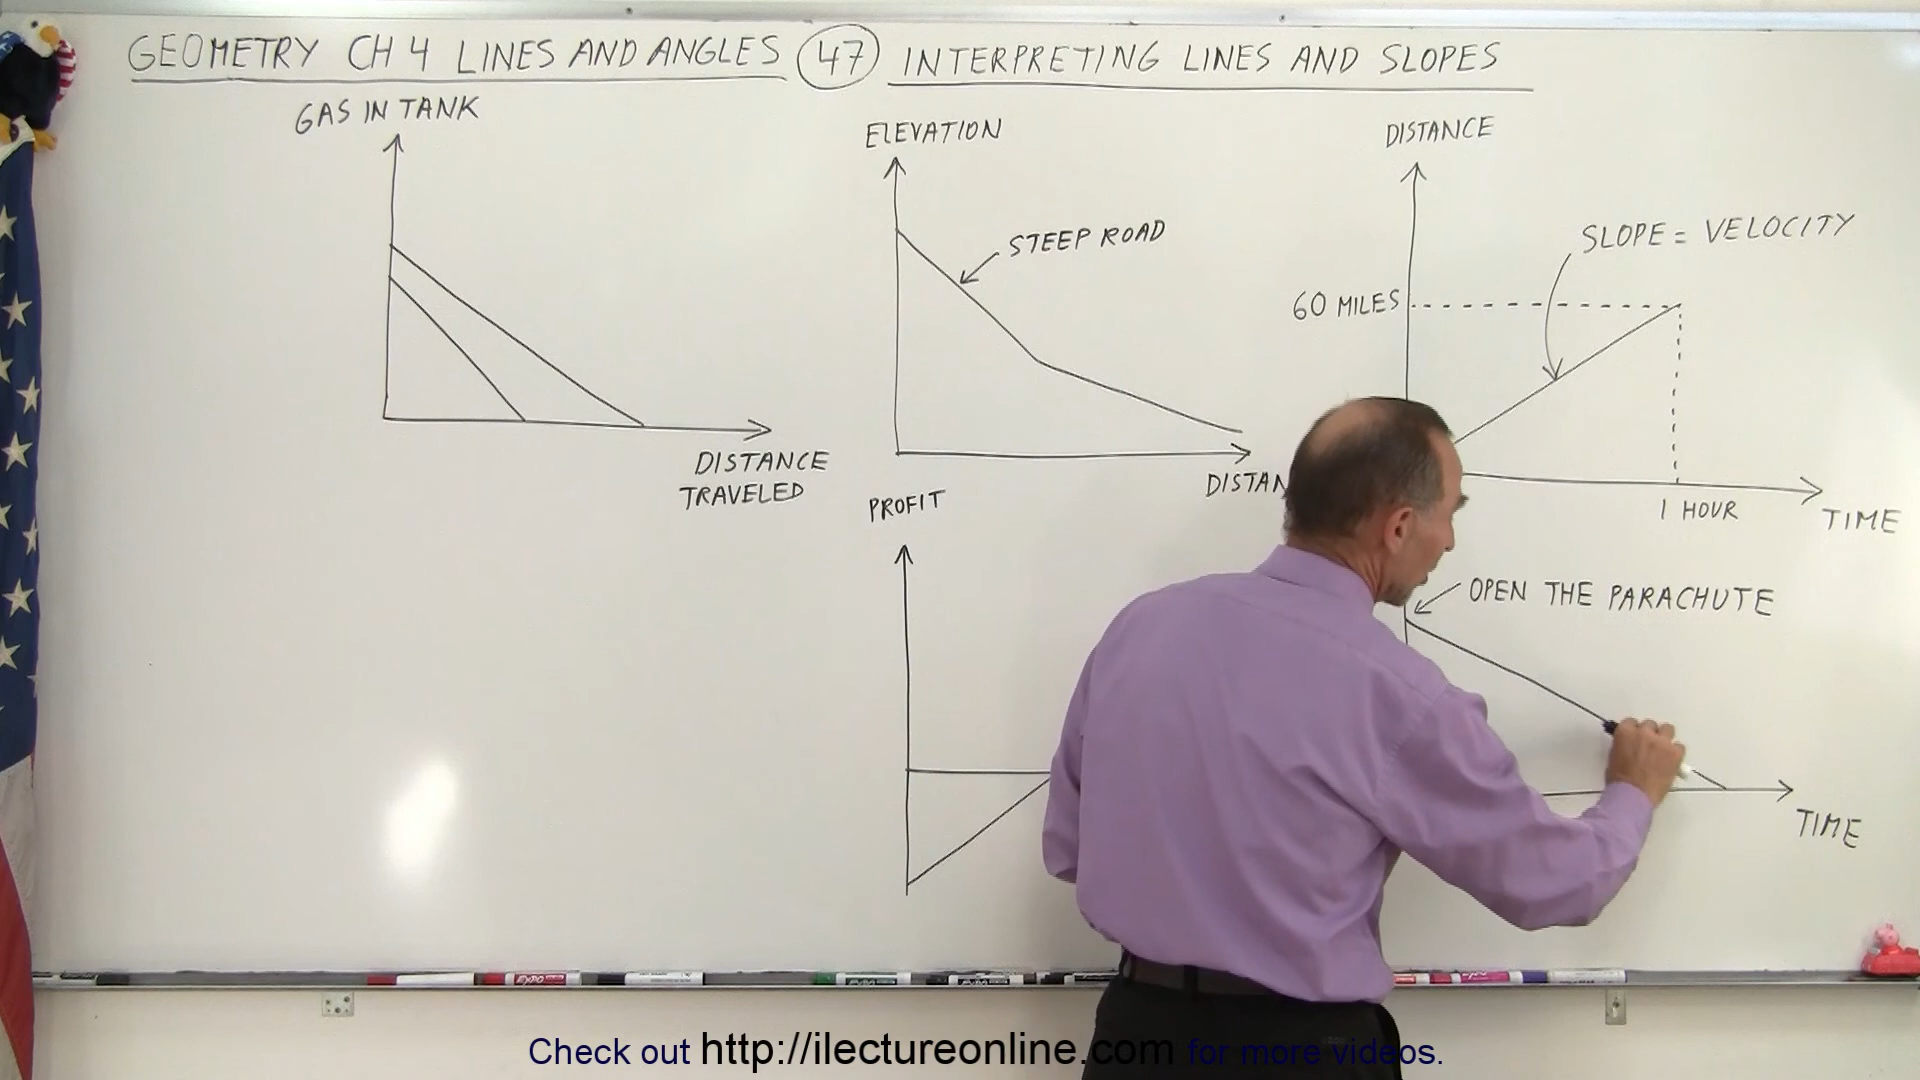 GEOMETRY CH 4 LINES AND ANGLES 47 INTERPRETING LINES AND SLOPES
GAS IN TANK
DISTANCE
TRAVELED
ELEVATION
STEEP ROAD
DISTAN
DISTANCE
SLOPE = VELOCITY
60 MILES
1 HOUR
TIME
PROFIT
OPEN THE PARACHUTE
TIME
EXPO
Check out http://ilectureonline.com for more videos.